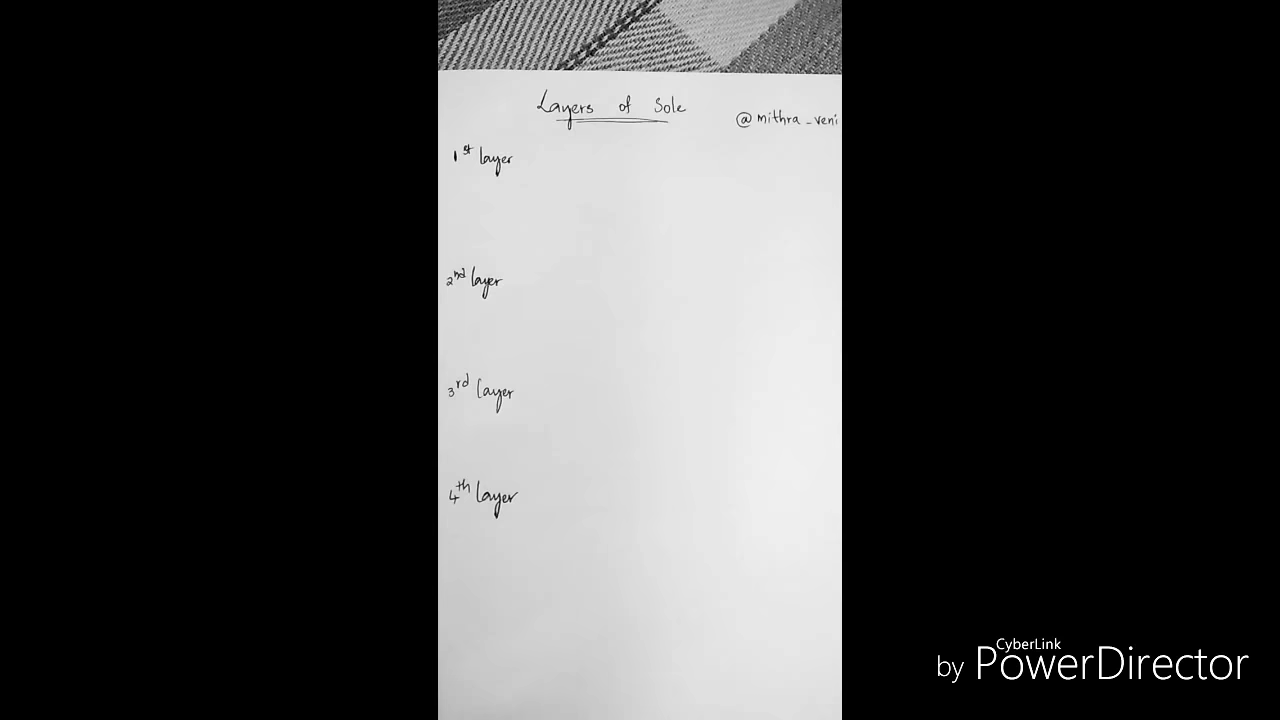 Layers of Sole
@mithra_veni
1st layer
2nd layer
3rd layer
4th layer
CyberLink
by PowerDirector